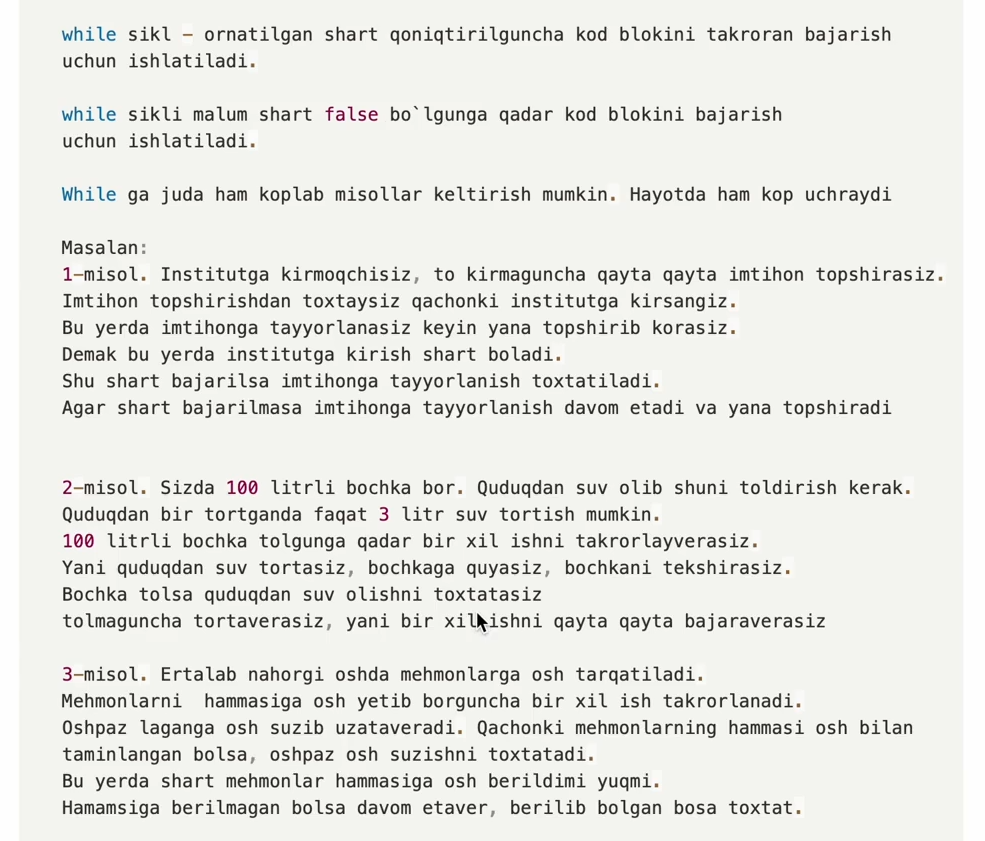 while sikl – ornatilgan shart qoniqtirilguncha kod blokini takroran bajarish
uchun ishlatiladi.
while sikli malum shart false bo`lgunga qadar kod blokini bajarish
uchun ishlatiladi.
While ga juda ham koplab misollar keltirish mumkin. Hayotda ham kop uchraydi
Masalan:
1–misol. Institutga kirmoqchisiz, to kirmaguncha qayta qayta imtihon topshirasiz.
Imtihon topshirishdan toxtaysiz qachonki institutga kirsangiz.
Bu yerda imtihonga tayyorlanasiz keyin yana topshirib korasiz.
Demak bu yerda institutga kirish shart boladi.
Shu shart bajarilsa imtihonga tayyorlanish toxtatiladi.
Agar shart bajarilmasa imtihonga tayyorlanish davom etadi va yana topshiradi
2–misol. Sizda 100 litrli bochka bor. Quduqdan suv olib shuni toldirish kerak.
Quduqdan bir tortganda faqat 3 litr suv tortish mumkin.
100 litrli bochka tolgunga qadar bir xil ishni takrorlayverasiz.
Yani quduqdan suv tortasiz, bochkaga quyasiz, bochkani tekshirasiz.
Bochka tolsa quduqdan suv olishni toxtatasiz
tolmaguncha tortaverasiz, yani bir xil ishni qayta qayta bajaraverasiz
3–misol. Ertalab nahorgi oshda mehmonlarga osh tarqatiladi.
Mehmonlarni  hammasiga osh yetib borguncha bir xil ish takrorlanadi.
Oshpaz laganga osh suzib uzataveradi. Qachonki mehmonlarning hammasi osh bilan
taminlangan bolsa, oshpaz osh suzishni toxtatadi.
Bu yerda shart mehmonlar hammasiga osh berildimi yuqmi.
Hamamsiga berilmagan bolsa davom etaver, berilib bolgan bosa toxtat.